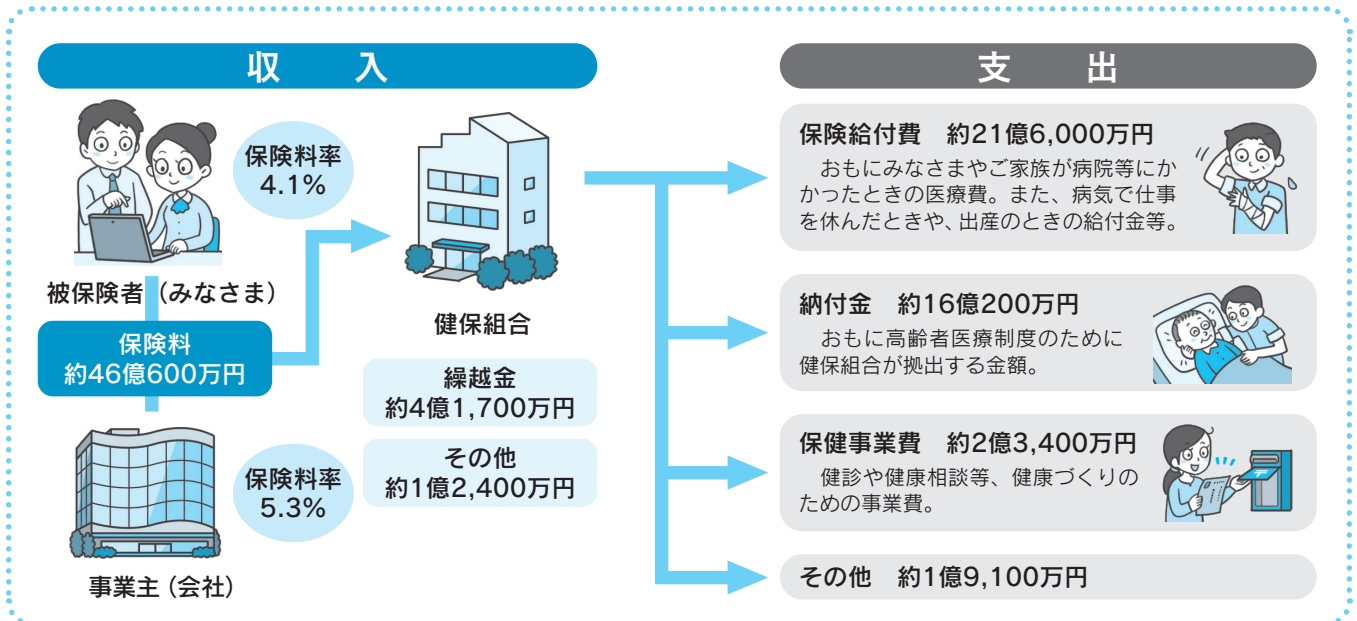 収入
保険料率
4.1%
被保険者(みなさま)
保険料
約46億600万円
保険料率
5.3%
事業主(会社)
健保組合
繰越金
約4億1,700万円
その他
約1億2,400万円
支出
保険給付費 約21億6,000万円
おもにみなさまやご家族が病院等にか
かったときの医療費。また、病気で仕事
を休んだときや、出産のときの給付金等。
納付金 約16億200万円
おもに高齢者医療制度のために
健保組合が拠出する金額。
保健事業費 約2億3,400万円
健診や健康相談等、健康づくりの
ための事業費。
その他 約1億9,100万円